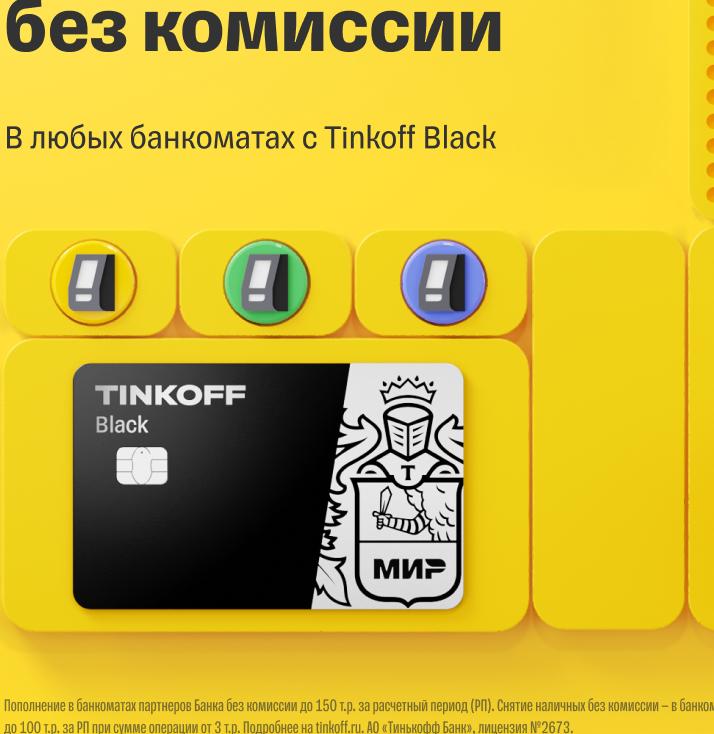 без комиссии
В любых банкоматах с Tinkoff Black
TINKOFF
Black
T
МИР
Пополнение в банкоматах партнеров Банка без комиссии до 150 т.р. за расчетный период (РП). Снятие наличных без комиссии – в банком
до 100 т.р. за РП при сумме операции от 3 т.р. Подробнее на tinkoff.ru. АО «Тинькофф Банк», лицензия №2673.